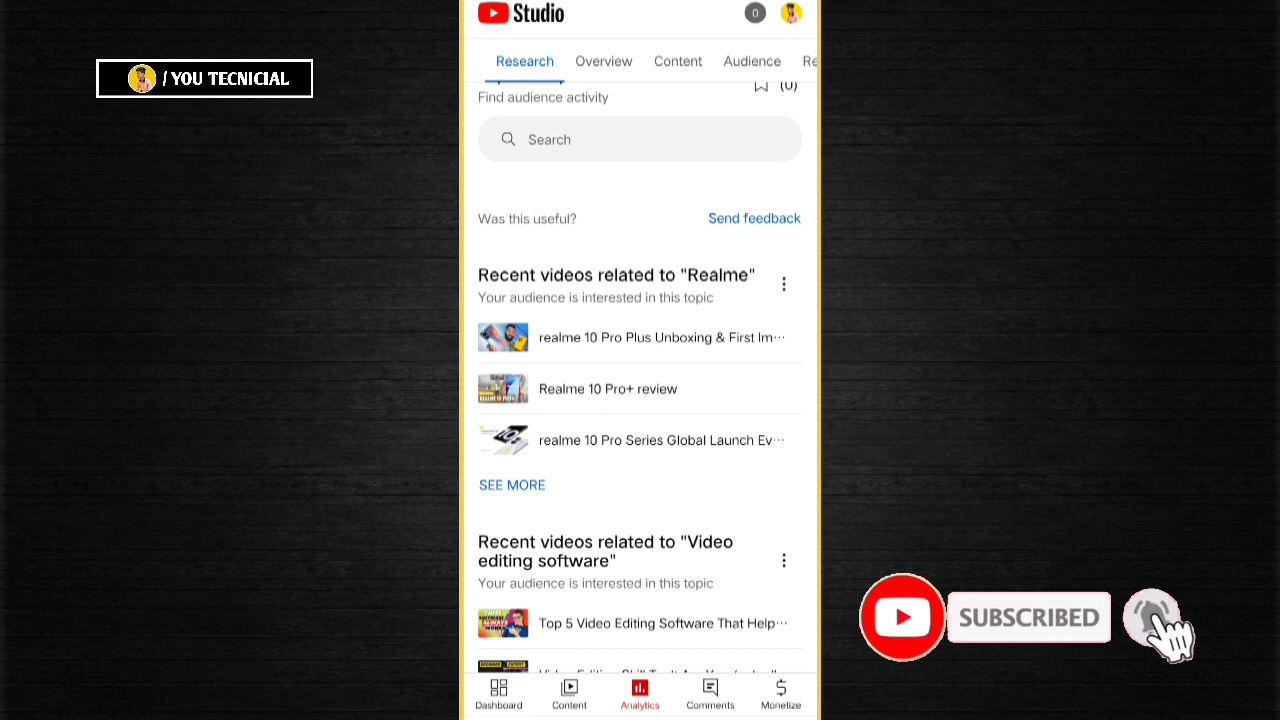 Studio
0
/ YOU TECNICIAL
Research Overview Content Audience Re
Find audience activity
(0)
Search
Was this useful? Send feedback
Recent videos related to "Realme"
Your audience is interested in this topic
realme 10 Pro Plus Unboxing & First Im···
Realme 10 Pro+ review
realme 10 Pro Series Global Launch Ev···
SEE MORE
Recent videos related to "Video
editing software"
Your audience is interested in this topic
Top 5 Video Editing Software That Help···
SUBSCRIBED
Dashboard Content Analytics Comments Monetize